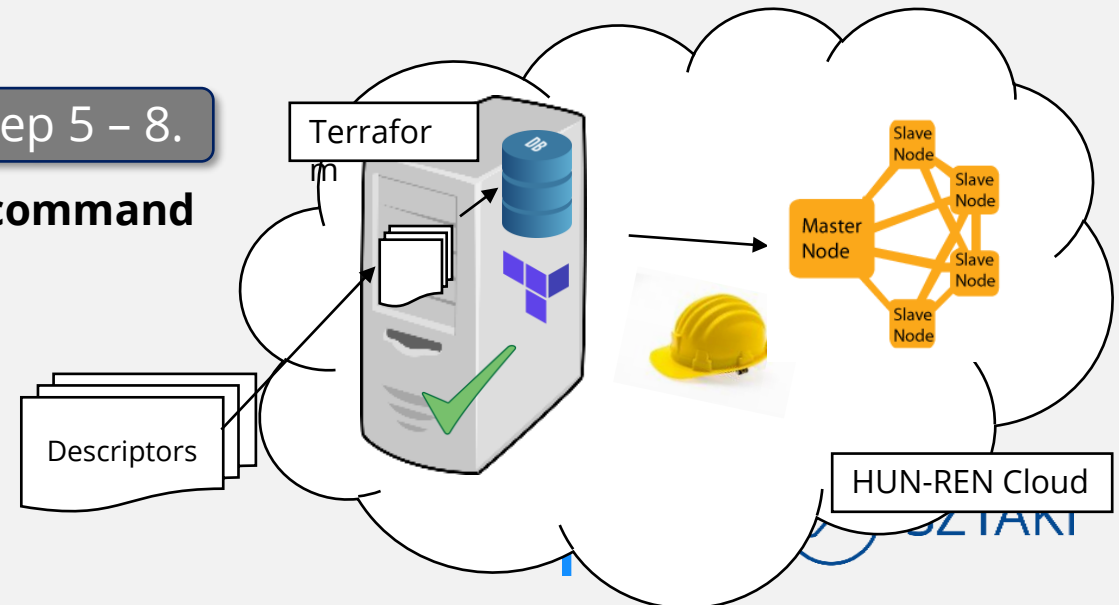 ep 5 – 8.
command
Terrafor
m
DB
Slave
Node
Slave
Node
Master
Node
Slave
Node
Slave
Node
Descriptors
HUN-REN Cloud
SZTAKI